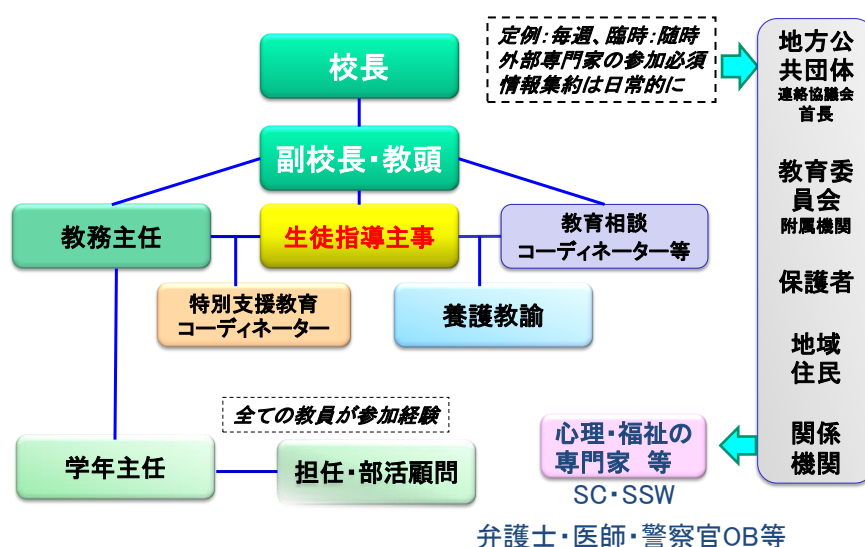 校長
定例：毎週、臨時：随時
外部専門家の参加必須
情報集約は日常的に
副校長・教頭
教務主任
生徒指導主事
教育相談
コーディネーター等
特別支援教育
コーディネーター
養護教諭
全ての教員が参加経験
学年主任
担任・部活顧問
心理・福祉の
専門家 等
SC・SSW
弁護士・医師・警察官OB等
地方公
共団体
連絡協議会
首長
教育委
員会
附属機関
保護者
地域
住民
関係
機関